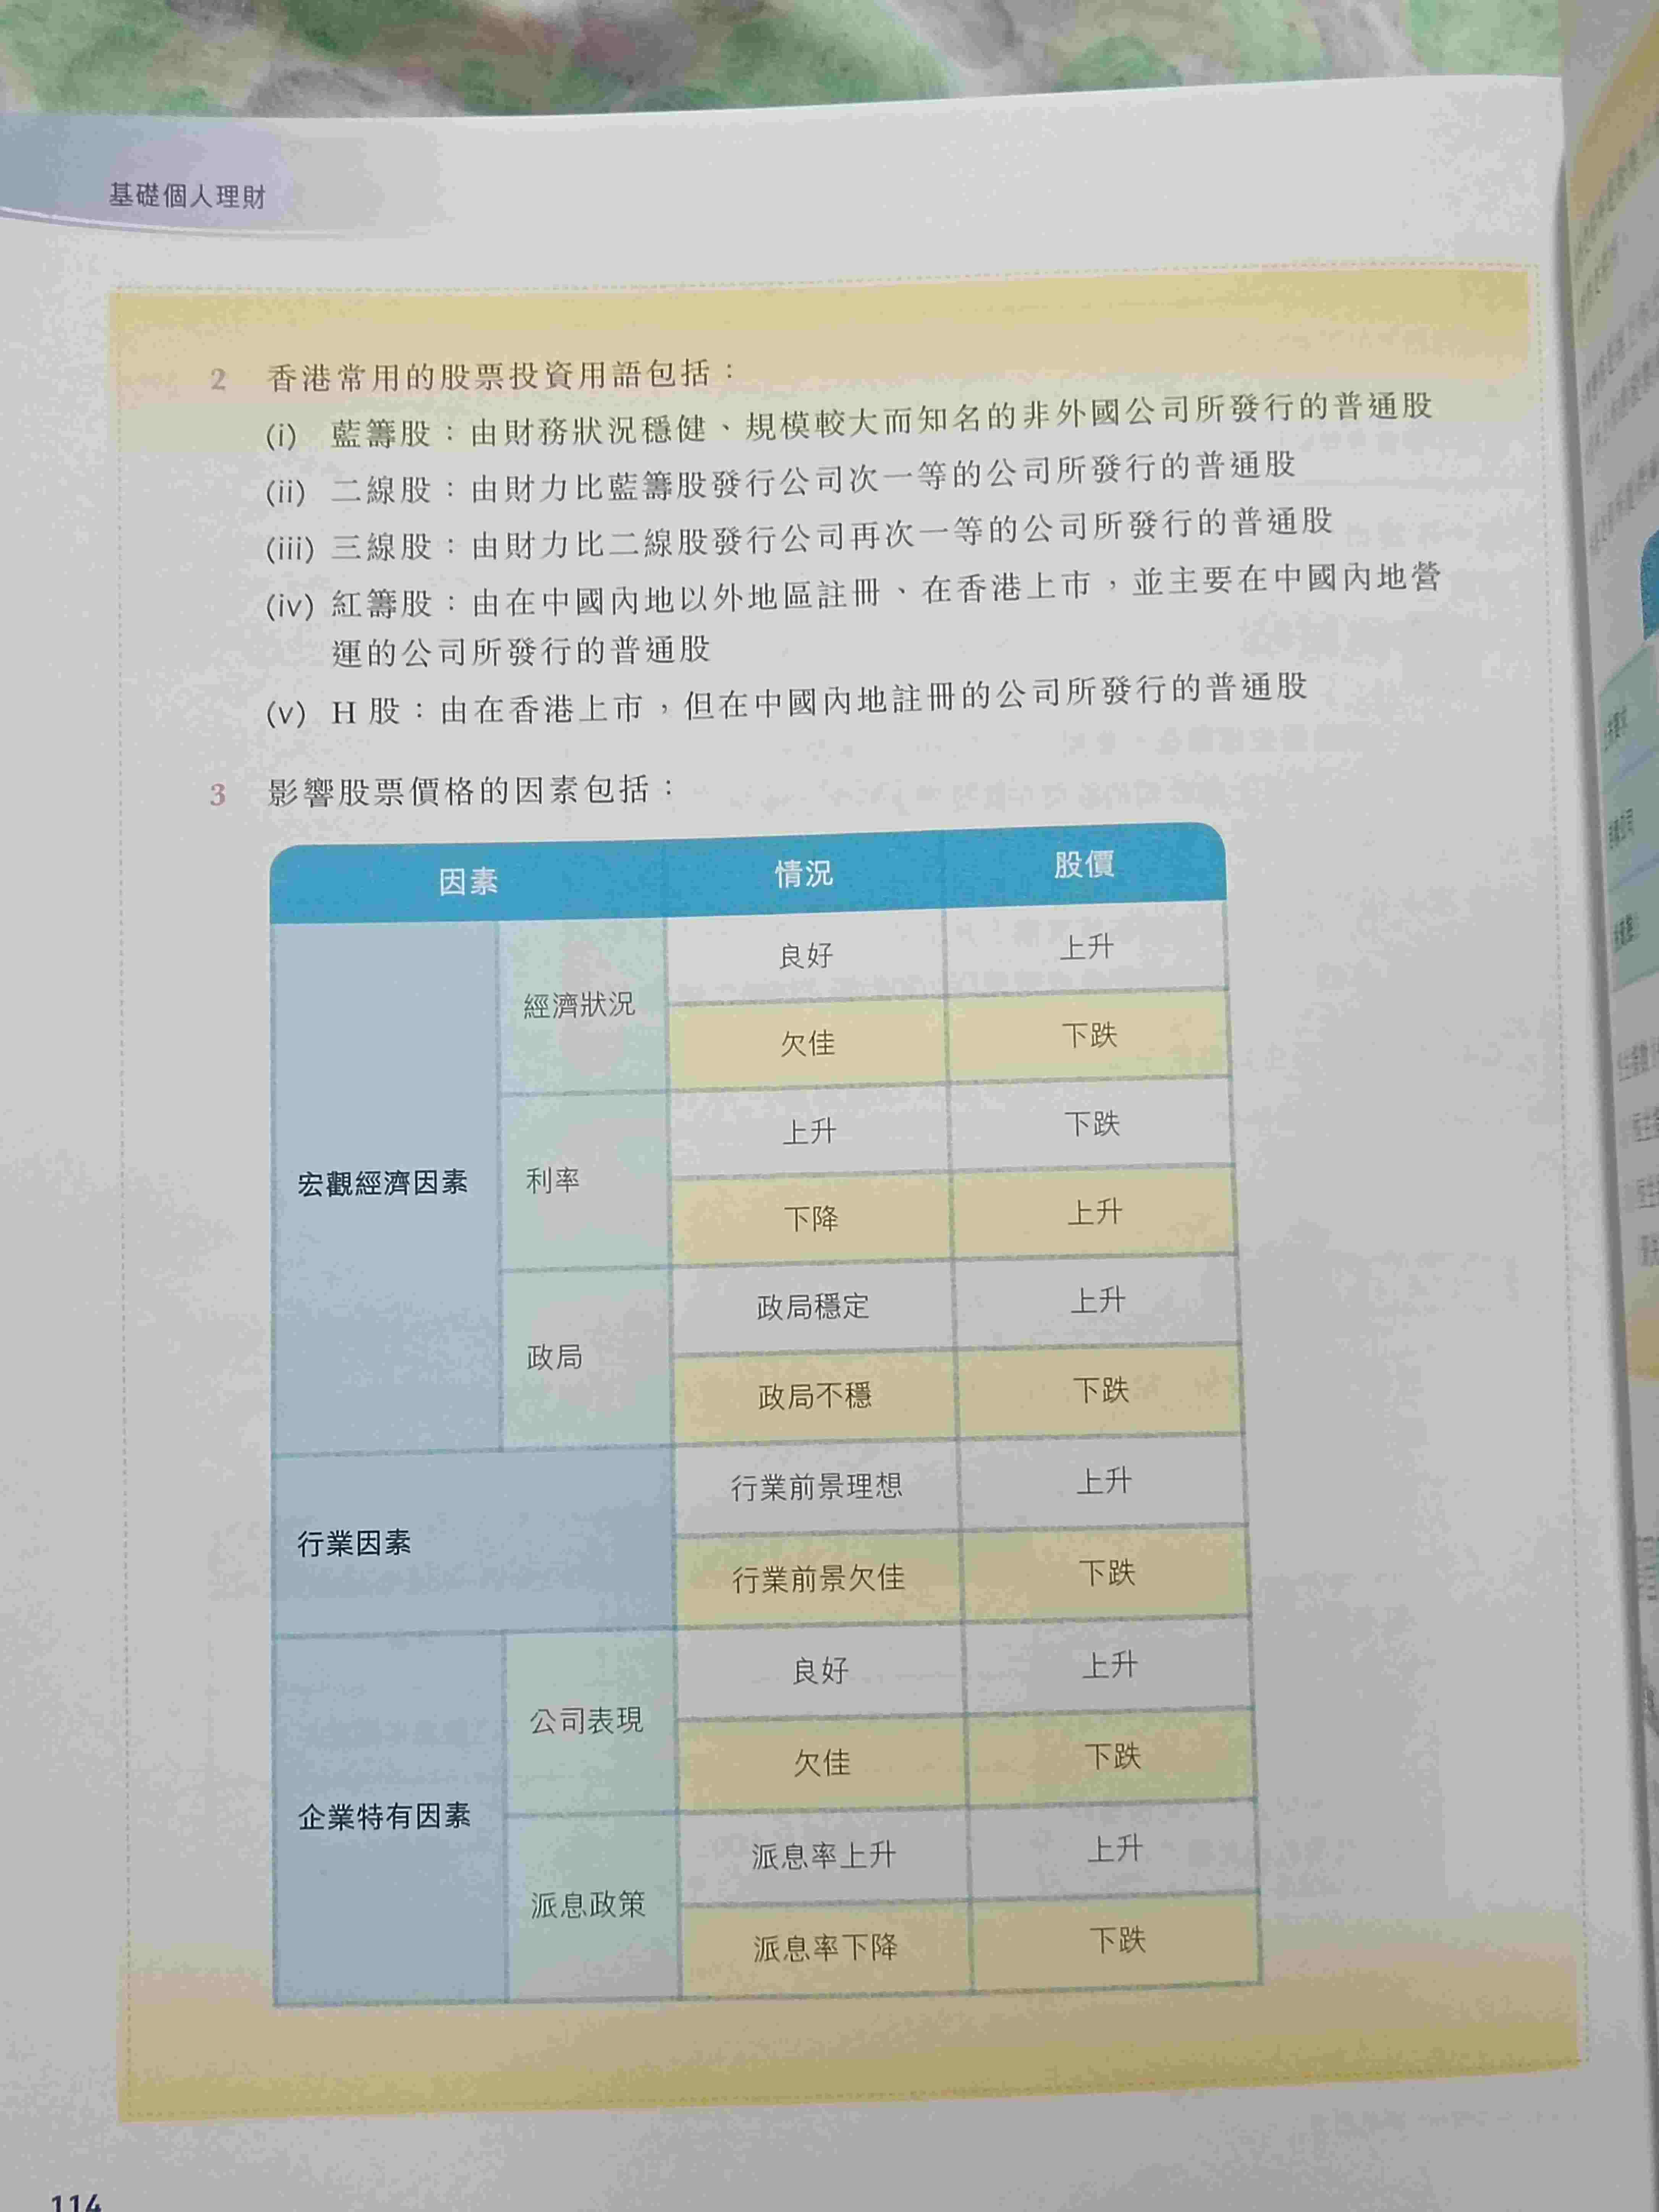 基礎個人理財
2 香港常用的股票投資用語包括：
(i) 藍籌股：由財務狀況穩健、規模較大而知名的非外國公司所發行的普通股
(ii) 二線股：由財力比藍籌股發行公司次一等的公司所發行的普通股
(iii) 三線股：由財力比二線股發行公司再次一等的公司所發行的普通股
(iv) 紅籌股：由在中國內地以外地區註冊、在香港上市，並主要在中國內地營
運的公司所發行的普通股
(v) H 股：由在香港上市，但在中國內地註冊的公司所發行的普通股
3 影響股票價格的因素包括：
因素 情況 股價
宏觀經濟因素
經濟狀況
良好 上升
欠佳 下跌
利率
上升 下跌
下降 上升
政局
政局穩定 上升
政局不穩 下跌
行業因素
行業前景理想 上升
行業前景欠佳 下跌
企業特有因素
公司表現
良好 上升
欠佳 下跌
派息政策
派息率上升 上升
派息率下降 下跌
114